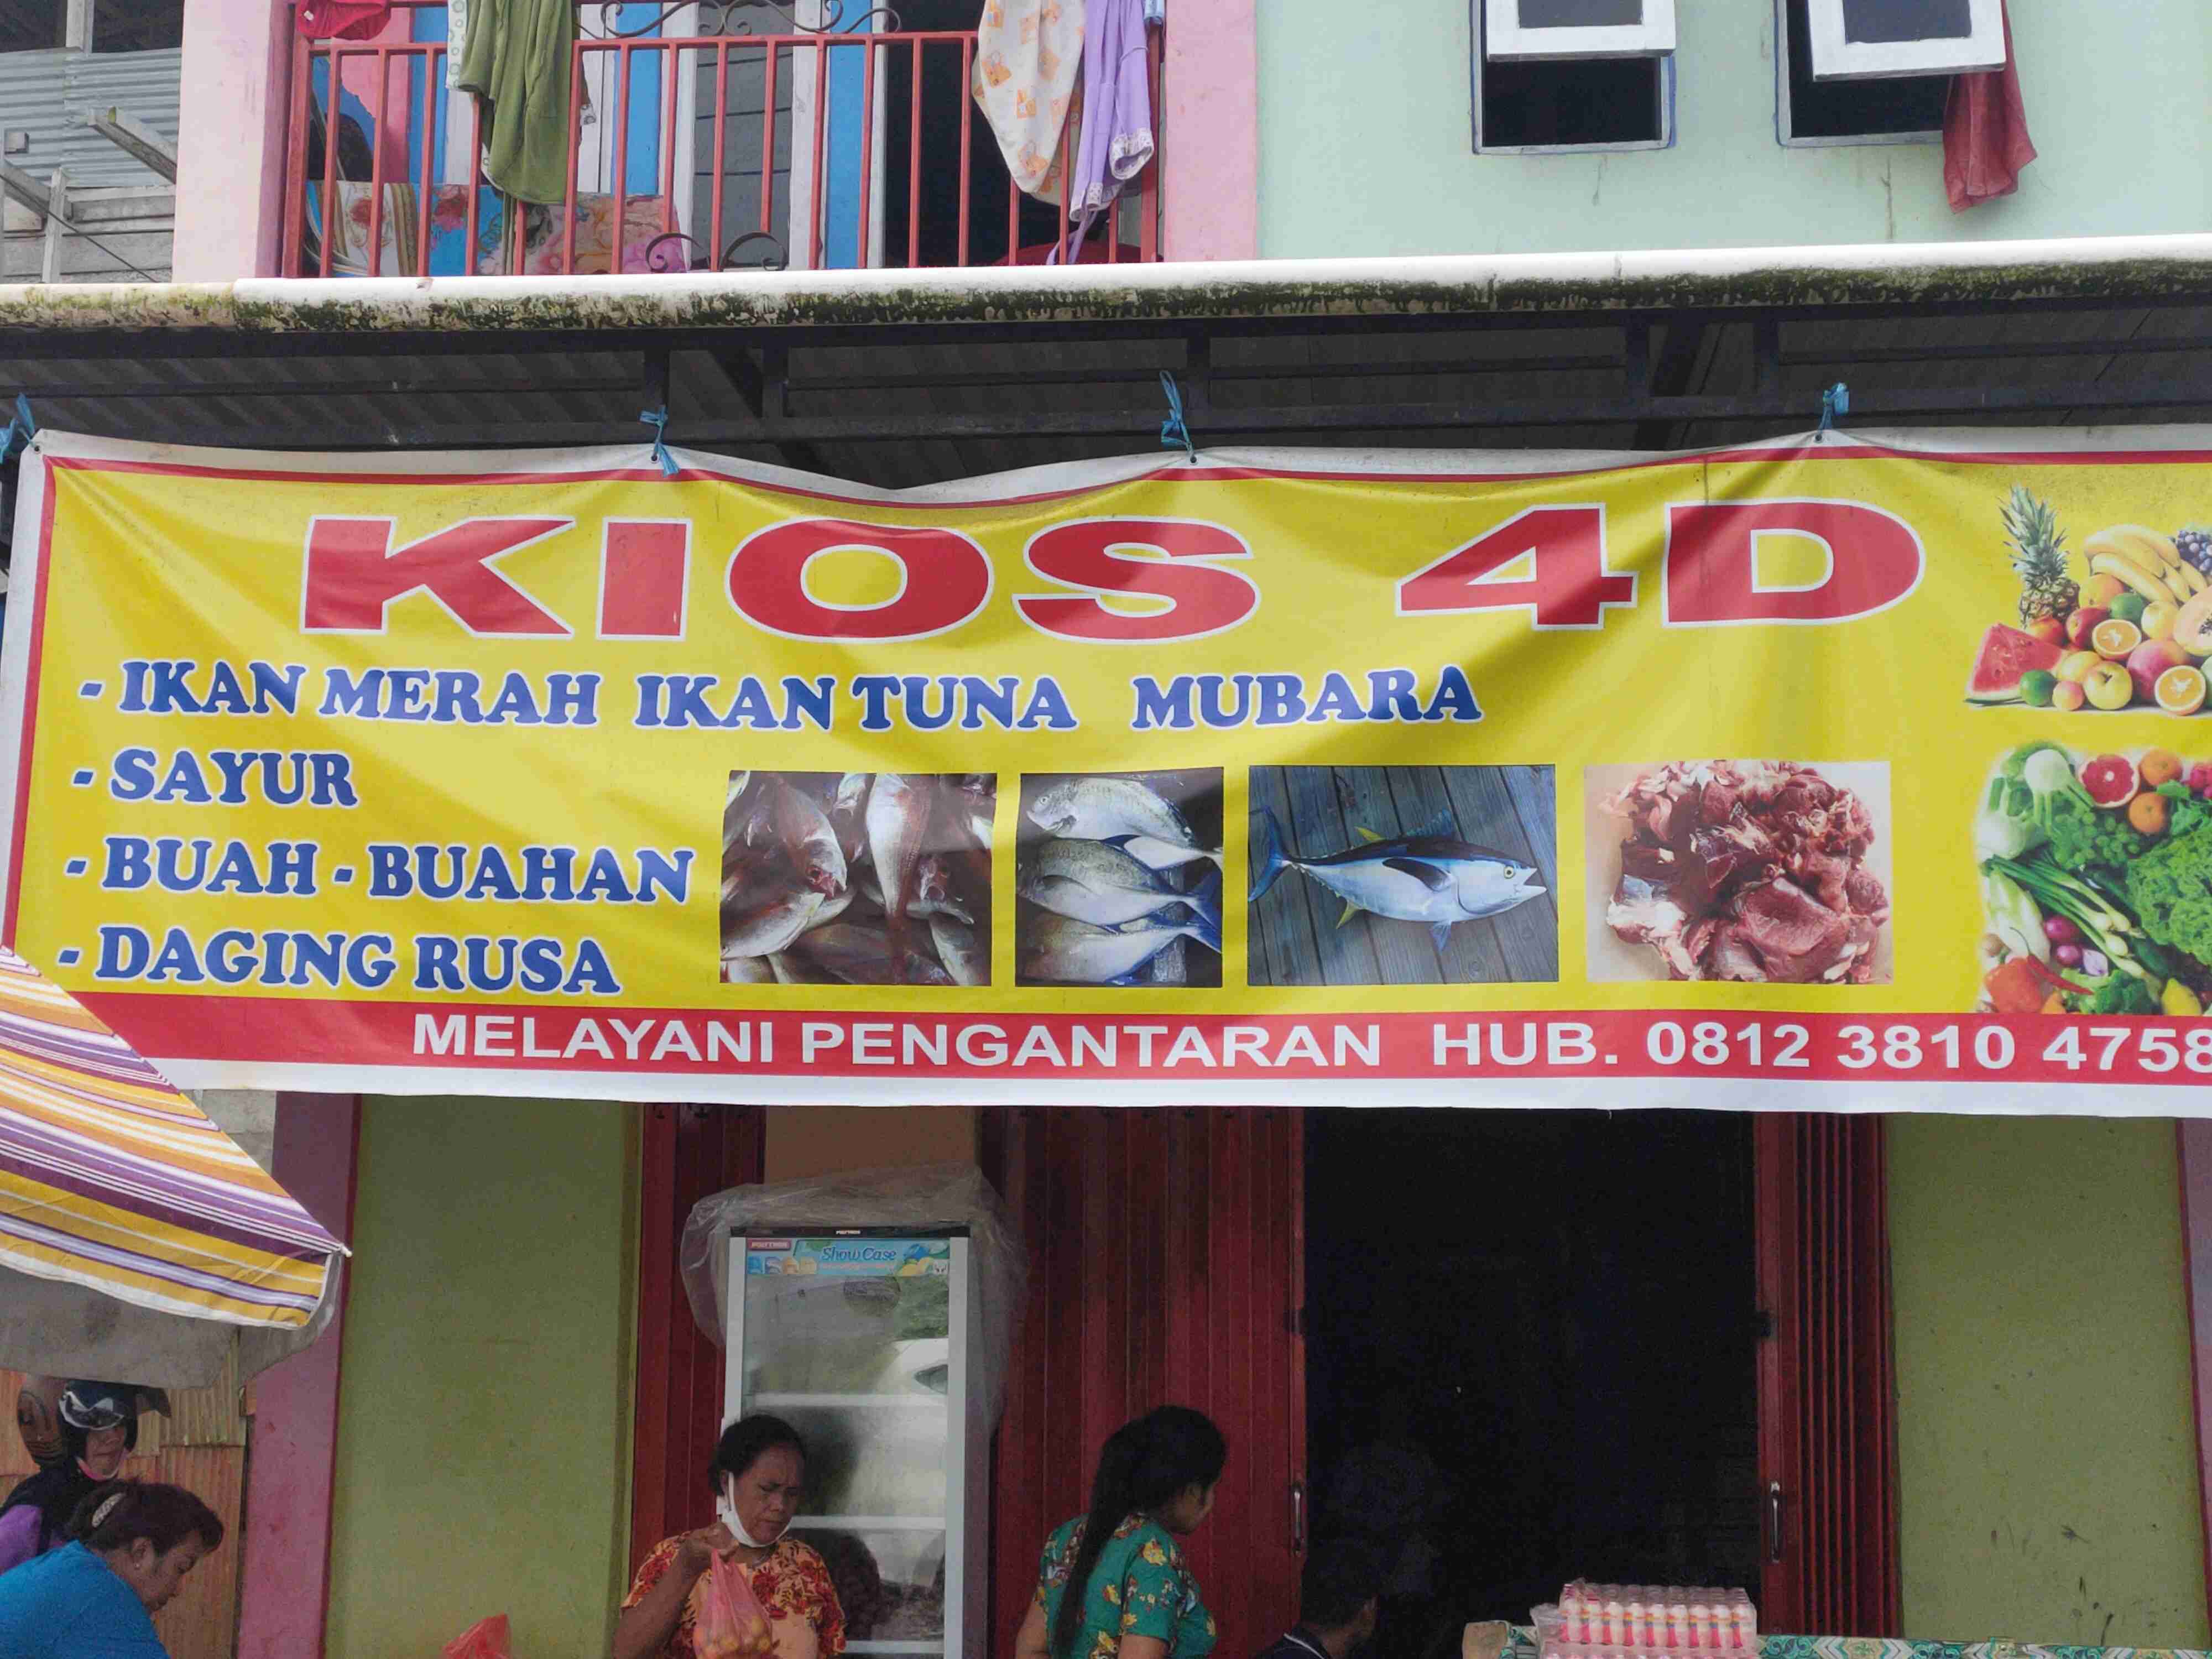 KIOS 4D
- IKAN MERAH IKAN TUNA MUBARA
- SAYUR
- BUAH - BUAHAN
- DAGING RUSA
MELAYANI PENGANTARAN HUB. 0812 3810 4758
POLYTRON
Show Case